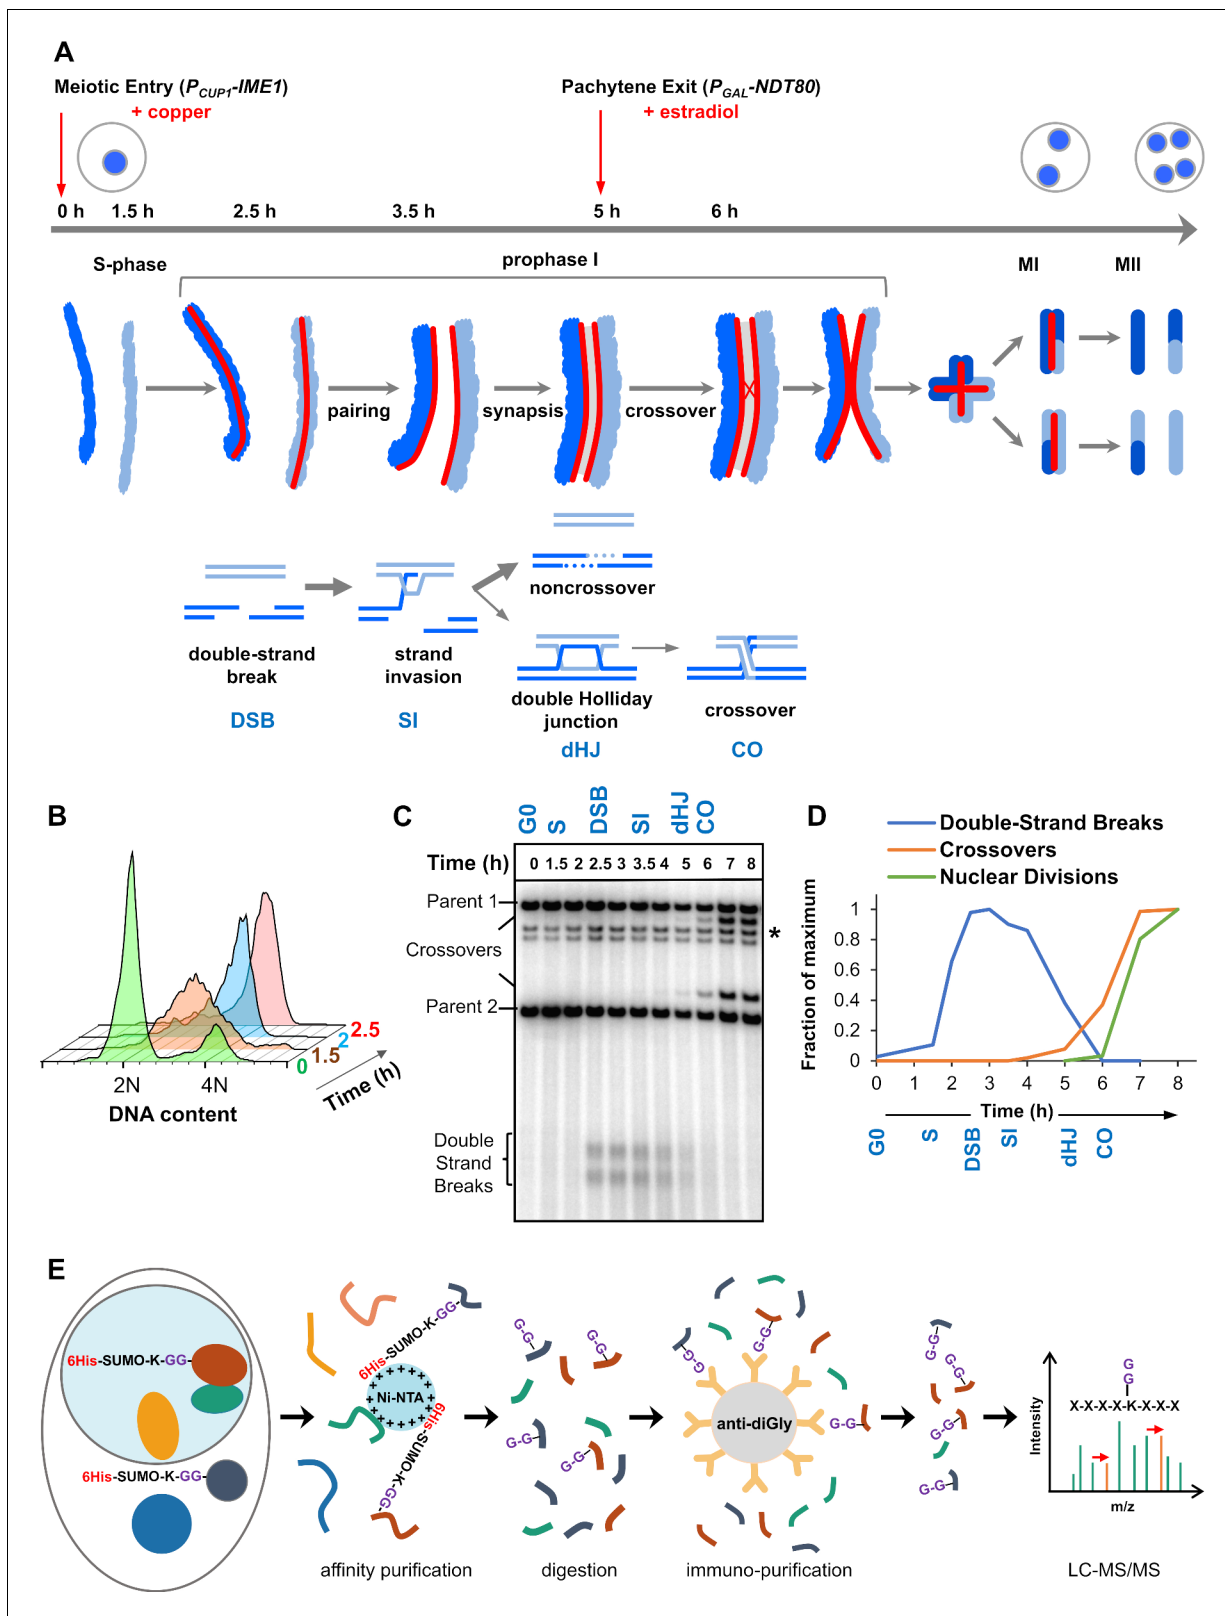 A
Meiotic Entry (PCUP1-IME1)
+ copper
Pachytene Exit (PGAL-NDT80)
+ estradiol
0 h 1.5 h 2.5 h 3.5 h 5 h 6 h
S-phase
prophase I
MI
MII
pairing
synapsis
crossover
noncrossover
double-strand
break
DSB
strand
invasion
SI
double Holliday
junction
dHJ
crossover
CO
B
2N
4N
DNA content
0
1.5
2
2.5
Time (h)
C
G0
S
DSB
SI
dHJ
CO
Time (h) 0 1.5 2 2.5 3 3.5 4 5 6 7 8
Parent 1
*
Crossovers
Parent 2
Double
Strand
Breaks
D
Double-Strand Breaks
Crossovers
Nuclear Divisions
Fraction of maximum
1
0.8
0.6
0.4
0.2
0
0 1 2 3 4 5 6 7 8
Time (h)
G0
S
DSB
SI
dHJ
CO
E
6His-SUMO-K-GG-
6His-SUMO-K-GG-
6His-SUMO-K-GG-
Ni-NTA
6His-SUMO-K-GG-
affinity purification
G-G
G-G
G-G
G-G
digestion
G-G
G-G
G-G
anti-diGly
immuno-purification
G-G
G-G
G-G
G-G
G
G
X-X-X-X-K-X-X-X
Intensity
m/z
LC-MS/MS